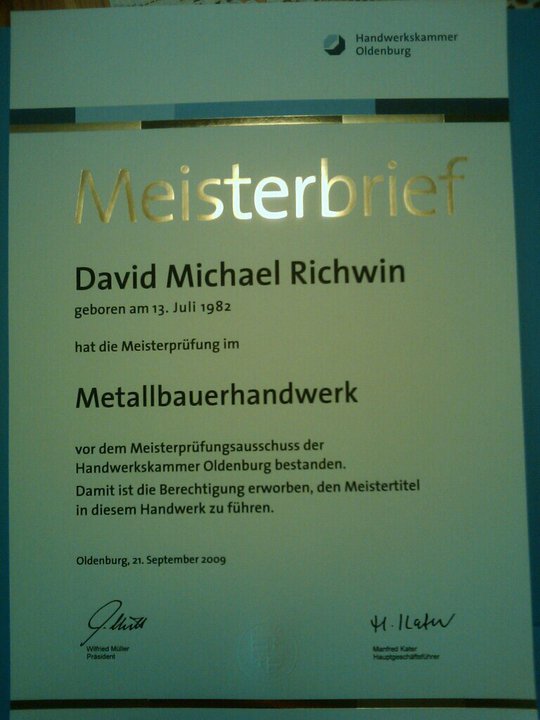 Handwerkskammer
Oldenburg
Meisterbrief
David Michael Richwin
geboren am 13. Juli 1982
hat die Meisterprüfung im
Metallbauerhandwerk
vor dem Meisterprüfungsausschuss der
Handwerkskammer Oldenburg bestanden.
Damit ist die Berechtigung erworben, den Meistertitel
in diesem Handwerk zu führen.
Oldenburg, 21. September 2009
H. Kater
Wilfried Müller
Präsident
Manfred Kater
Hauptgeschäftsführer